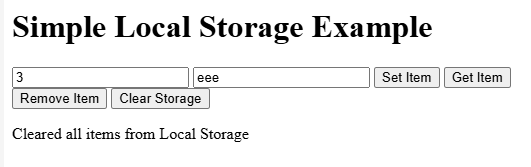 Simple Local Storage Example
3 eee Set Item Get Item
Remove Item Clear Storage
Cleared all items from Local Storage